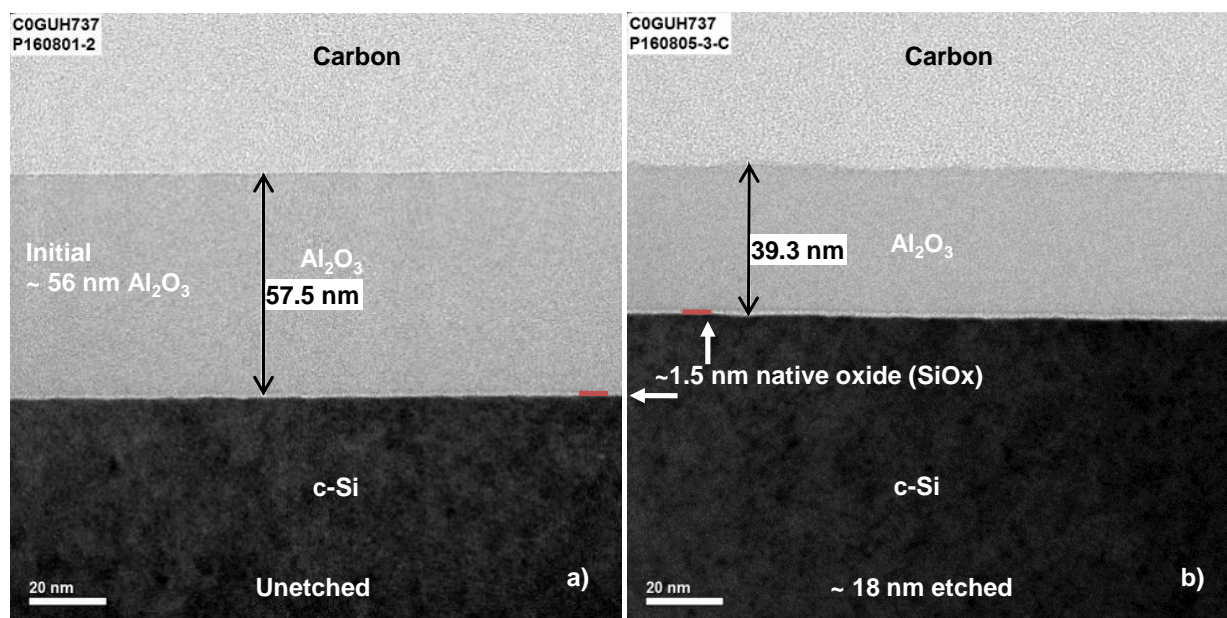 C0GUH737
P160801-2
Carbon
Initial
~ 56 nm Al₂O₃
Al₂O₃
57.5 nm
c-Si
20 nm
Unetched
a)
C0GUH737
P160805-3-C
Carbon
39.3 nm
Al₂O₃
~1.5 nm native oxide (SiOx)
c-Si
20 nm
~ 18 nm etched
b)